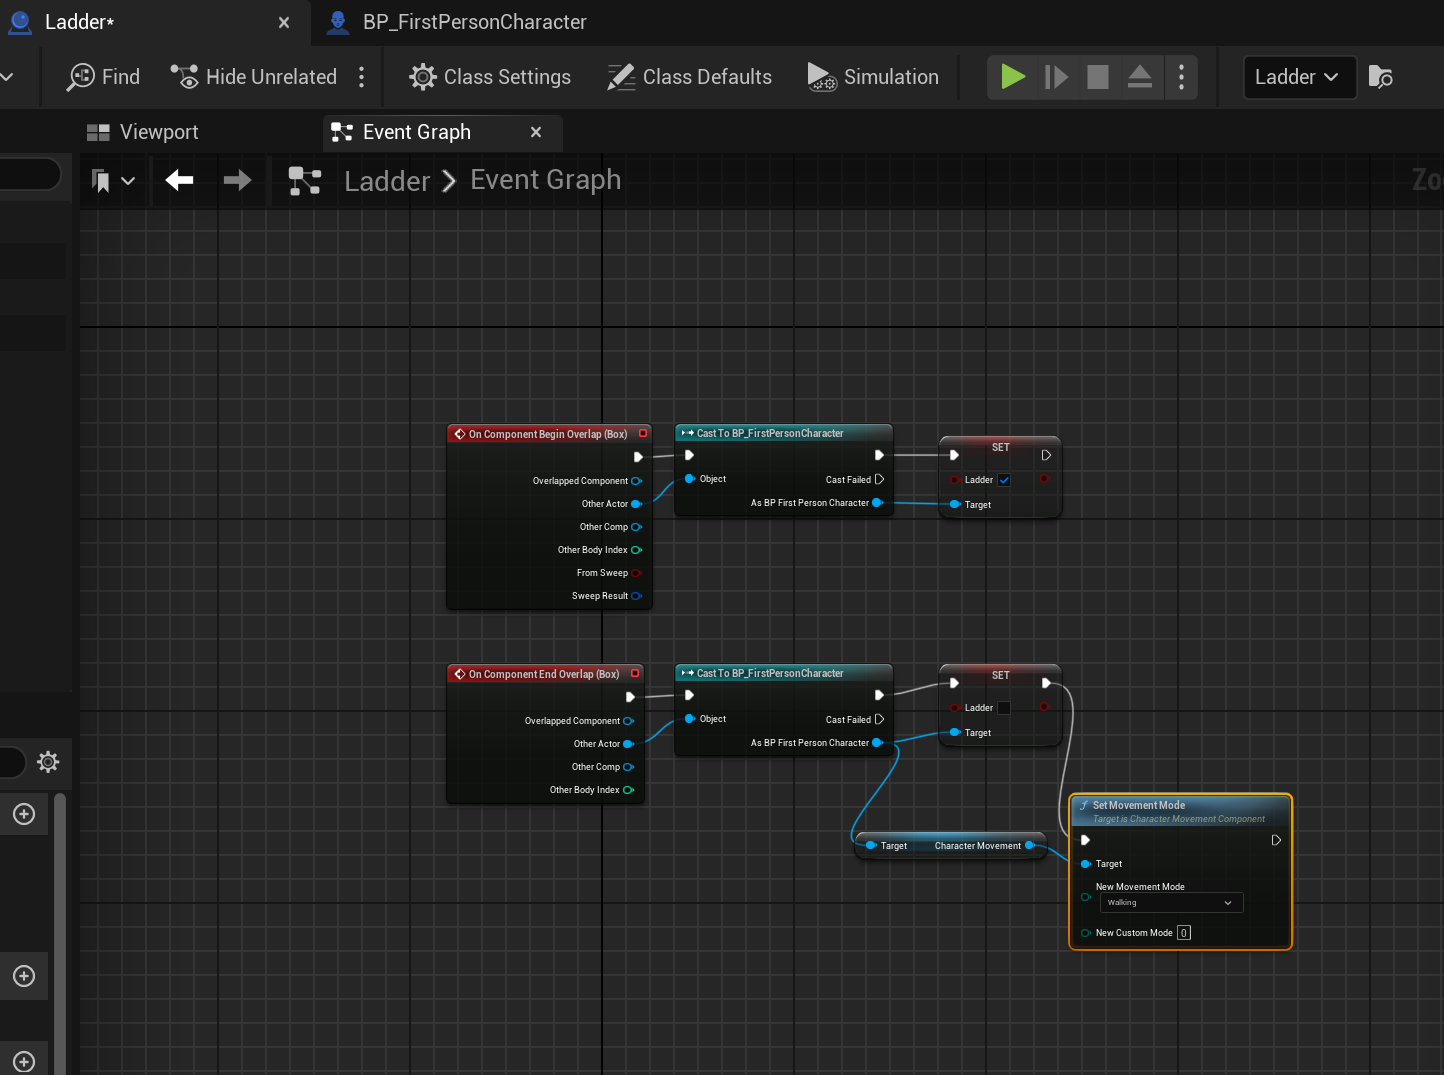 Ladder*
BP_FirstPersonCharacter
Find
Hide Unrelated
Class Settings
Class Defaults
Simulation
Ladder
Viewport
Event Graph
Ladder > Event Graph
Zo
On Component Begin Overlap (Box)
Overlapped Component
Other Actor
Other Comp
Other Body Index
From Sweep
Sweep Result
Cast To BP_FirstPersonCharacter
Object
Cast Failed
As BP First Person Character
SET
Ladder
Target
On Component End Overlap (Box)
Overlapped Component
Other Actor
Other Comp
Other Body Index
Cast To BP_FirstPersonCharacter
Object
Cast Failed
As BP First Person Character
SET
Ladder
Target
Target Character Movement
Set Movement Mode
Target is Character Movement Component
Target
New Movement Mode
Walking
New Custom Mode 0